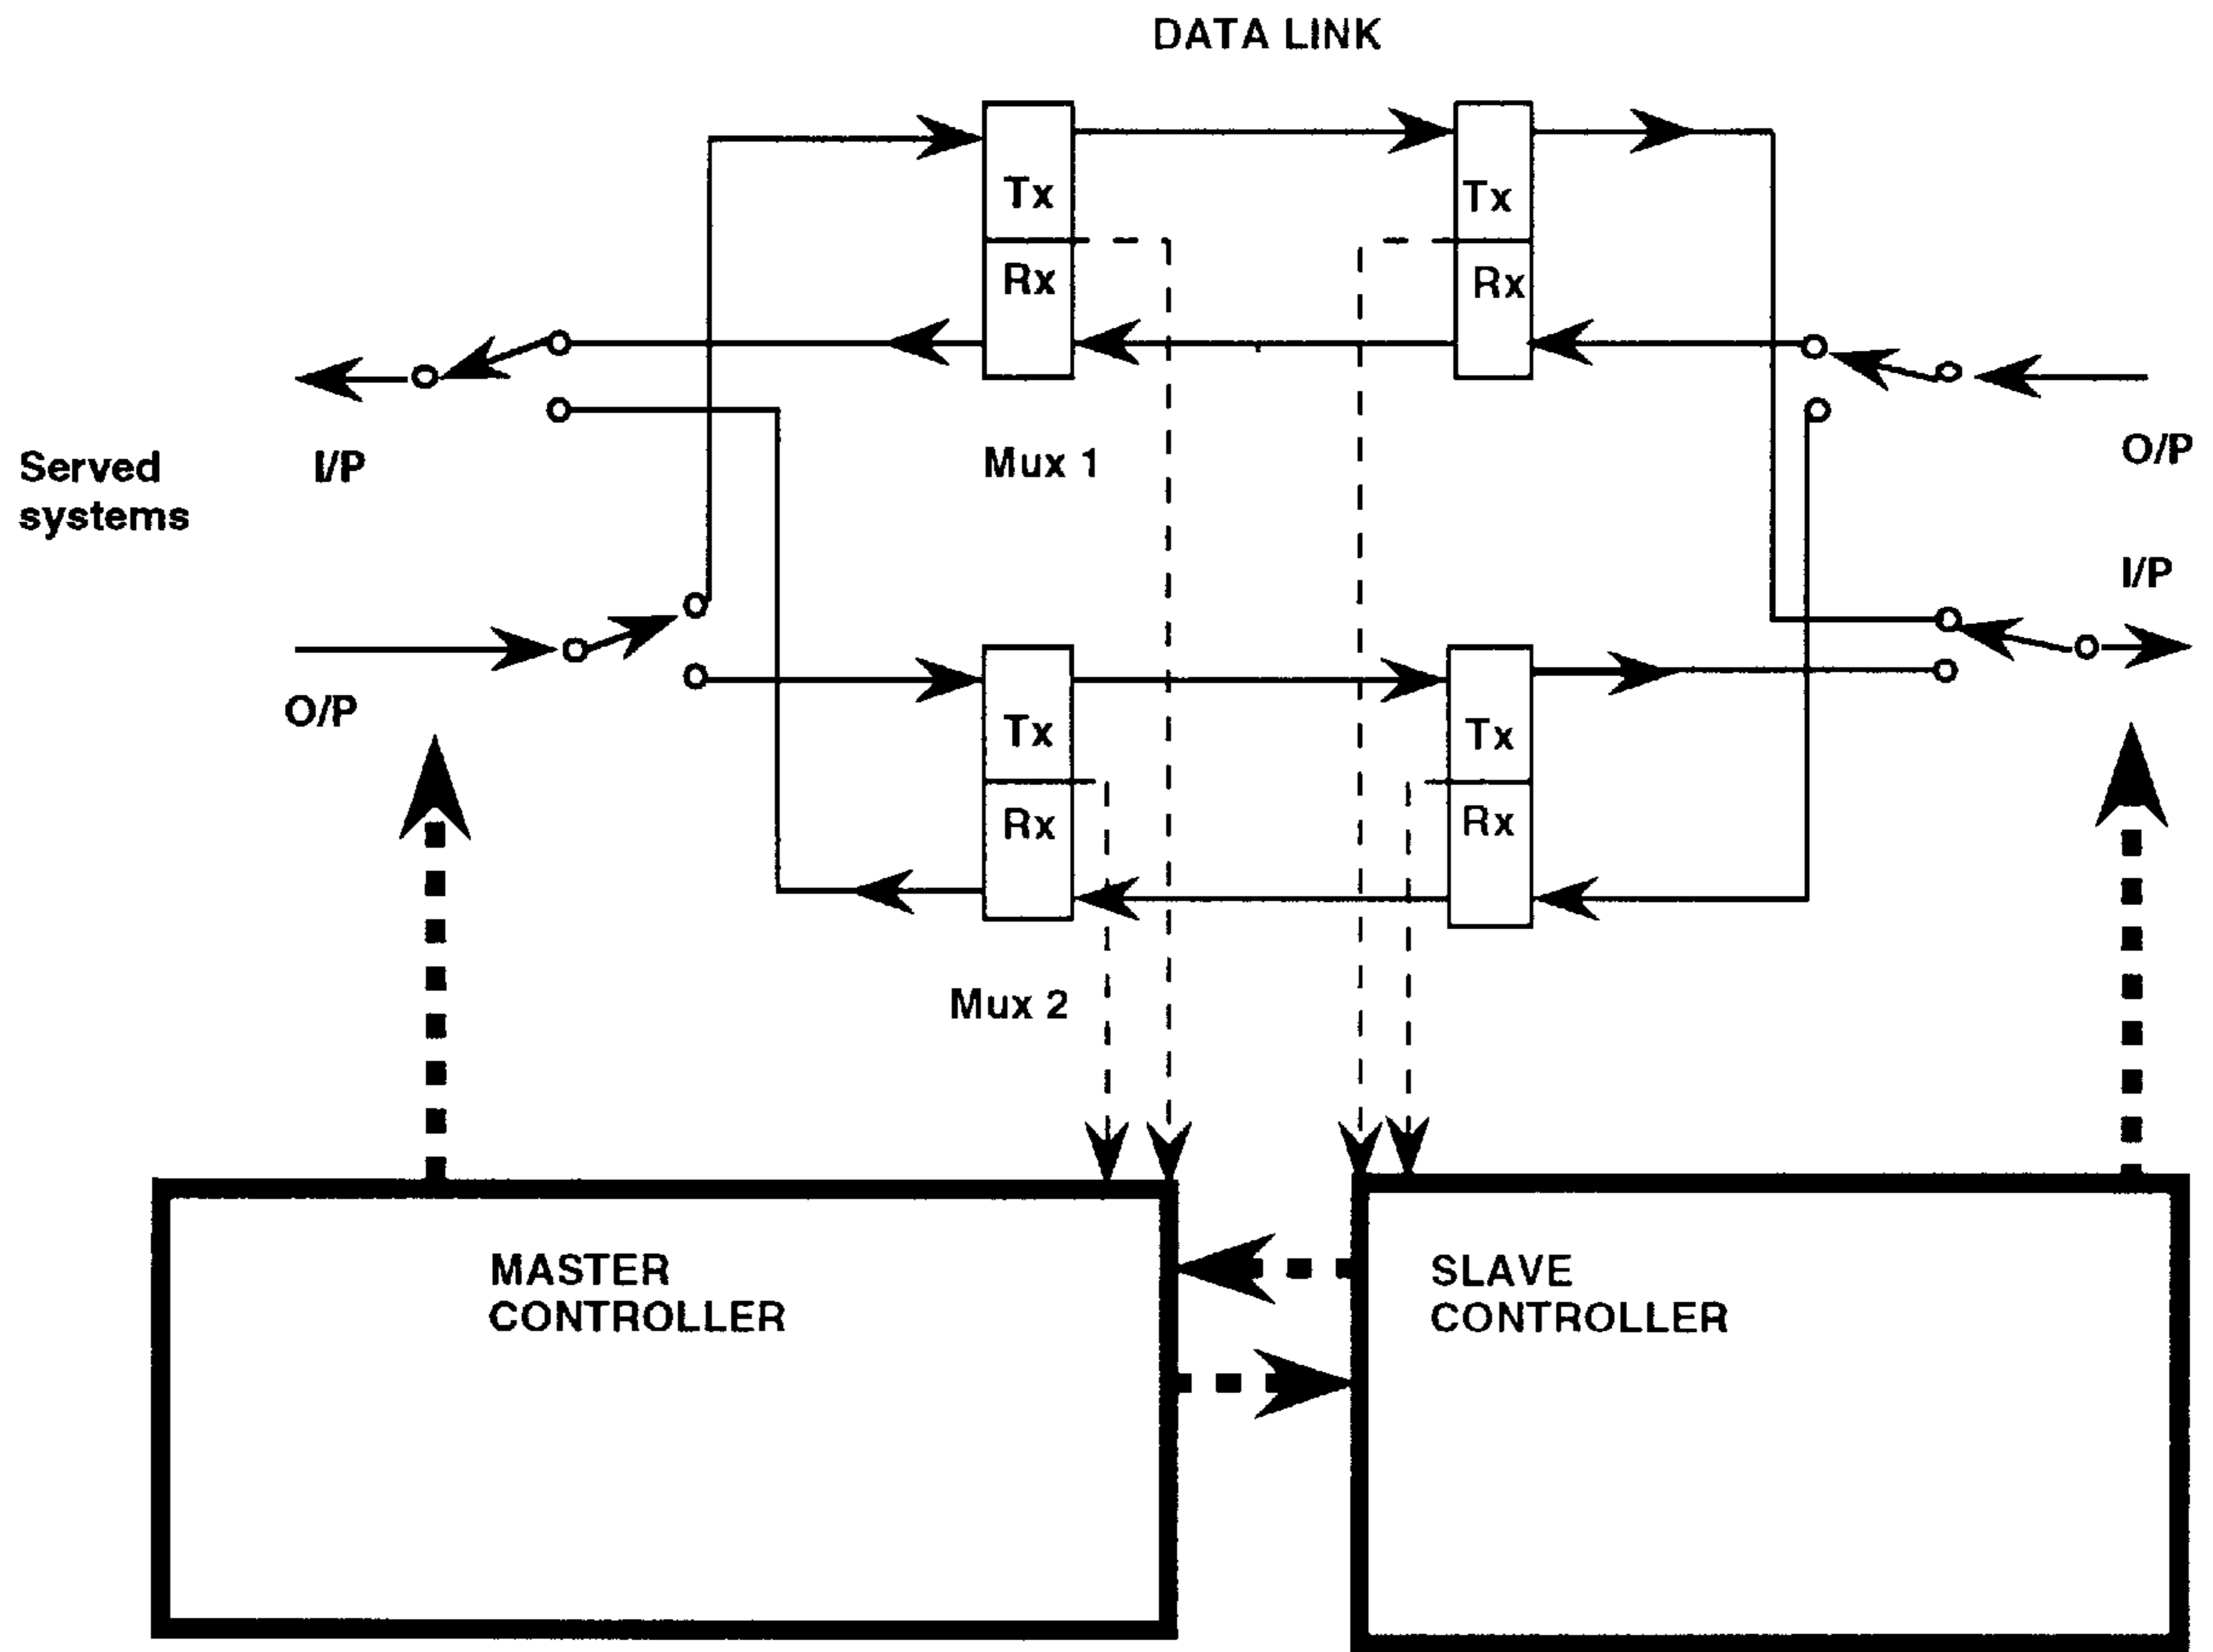 DATA LINK
Tx
Tx
Rx
Rx
Served
systems
I/P
Mux 1
O/P
I/P
O/P
Tx
Tx
Rx
Rx
Mux 2
MASTER
CONTROLLER
SLAVE
CONTROLLER